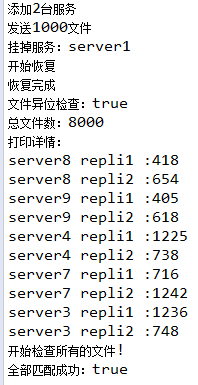 添加2台服务
发送1000文件
挂掉服务：server1
开始恢复
恢复完成
文件异位检查：true
总文件数：8000
打印详情：
server8 repli1 :418
server8 repli2 :654
server9 repli1 :405
server9 repli2 :618
server4 repli1 :1225
server4 repli2 :738
server7 repli1 :716
server7 repli2 :1242
server3 repli1 :1236
server3 repli2 :748
开始检查所有的文件！
全部匹配成功：true